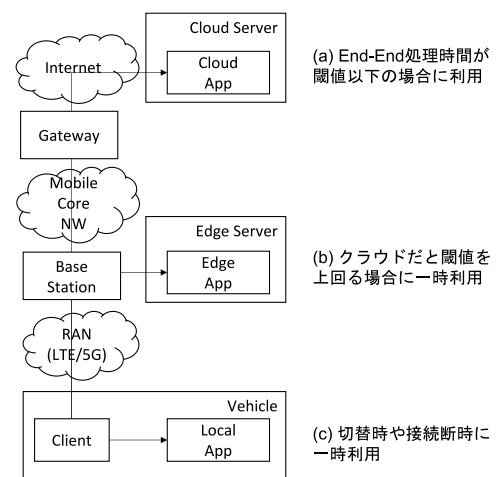 Cloud Server
Internet
Cloud
App
(a) End-End処理時間が
閾値以下の場合に利用
Gateway
Mobile
Core
NW
Edge Server
Base
Station
Edge
App
(b) クラウドだと閾値を
上回る場合に一時利用
RAN
(LTE/5G)
Vehicle
Client
Local
App
(c) 切替時や接続断時に
一時利用